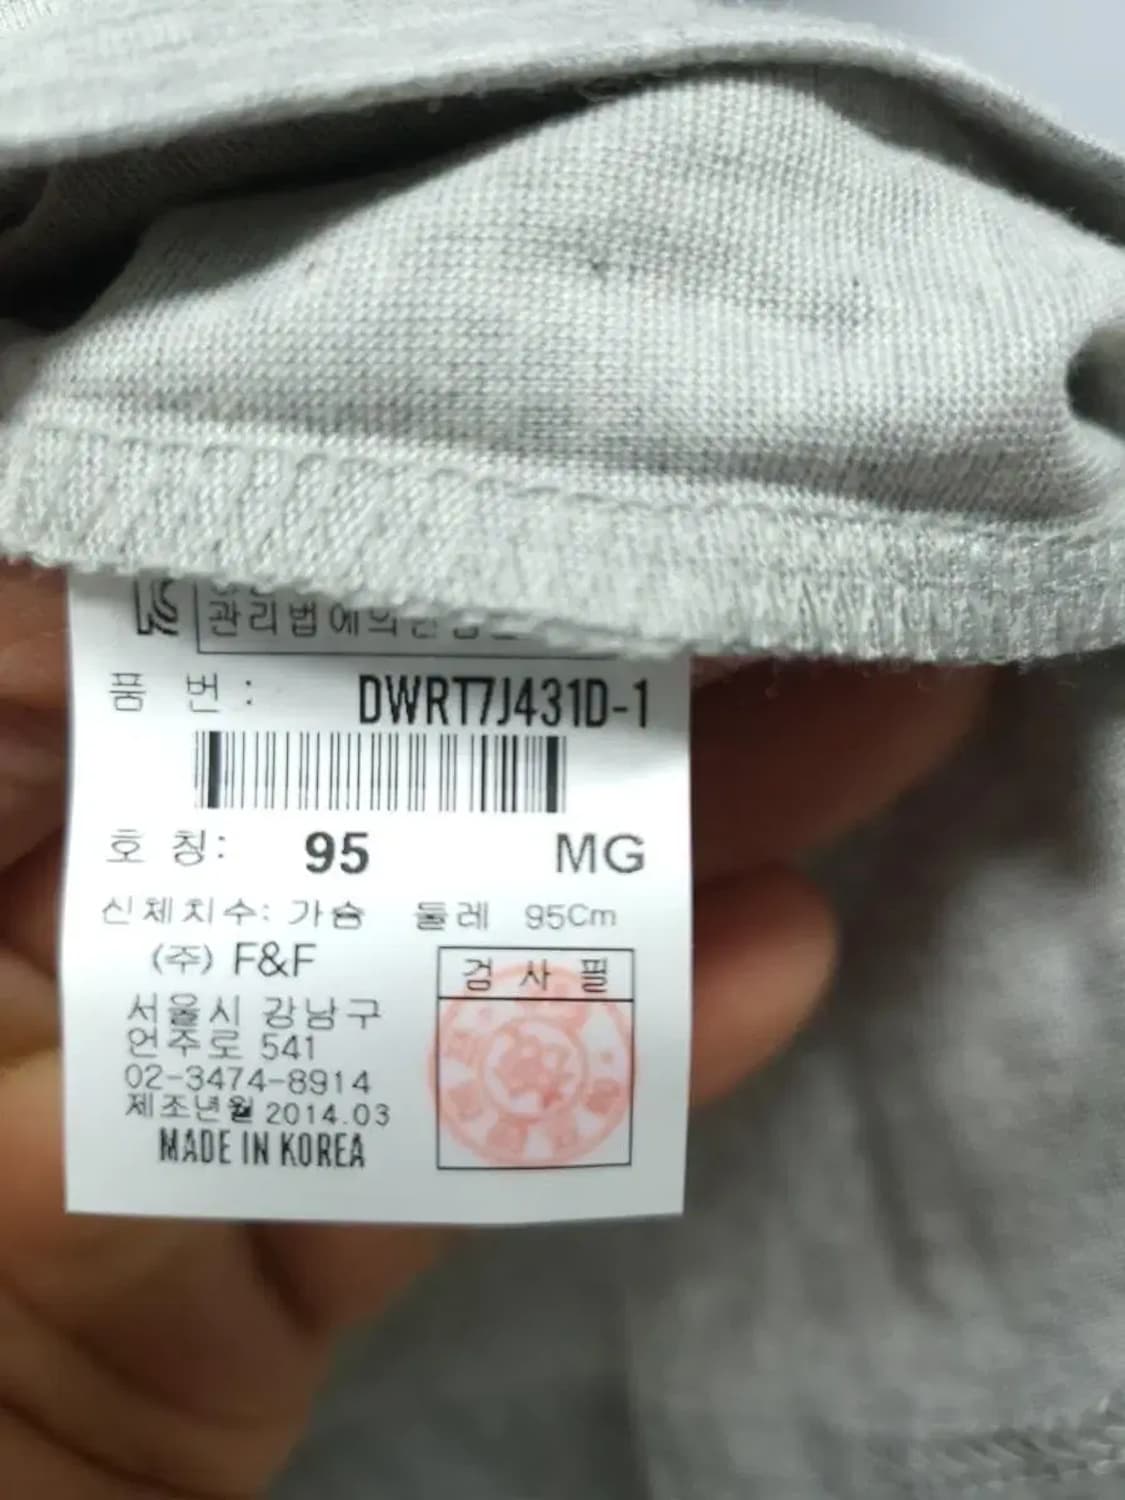 관리법에의한
품 번 : DWRT7J431D-1
호 칭: 95 MG
신체치수: 가슴 둘레 95Cm
(주) F&F
검 사 필
서울시 강남구
언주로 541
02-3474-8914
제조년월 2014.03
MADE IN KOREA